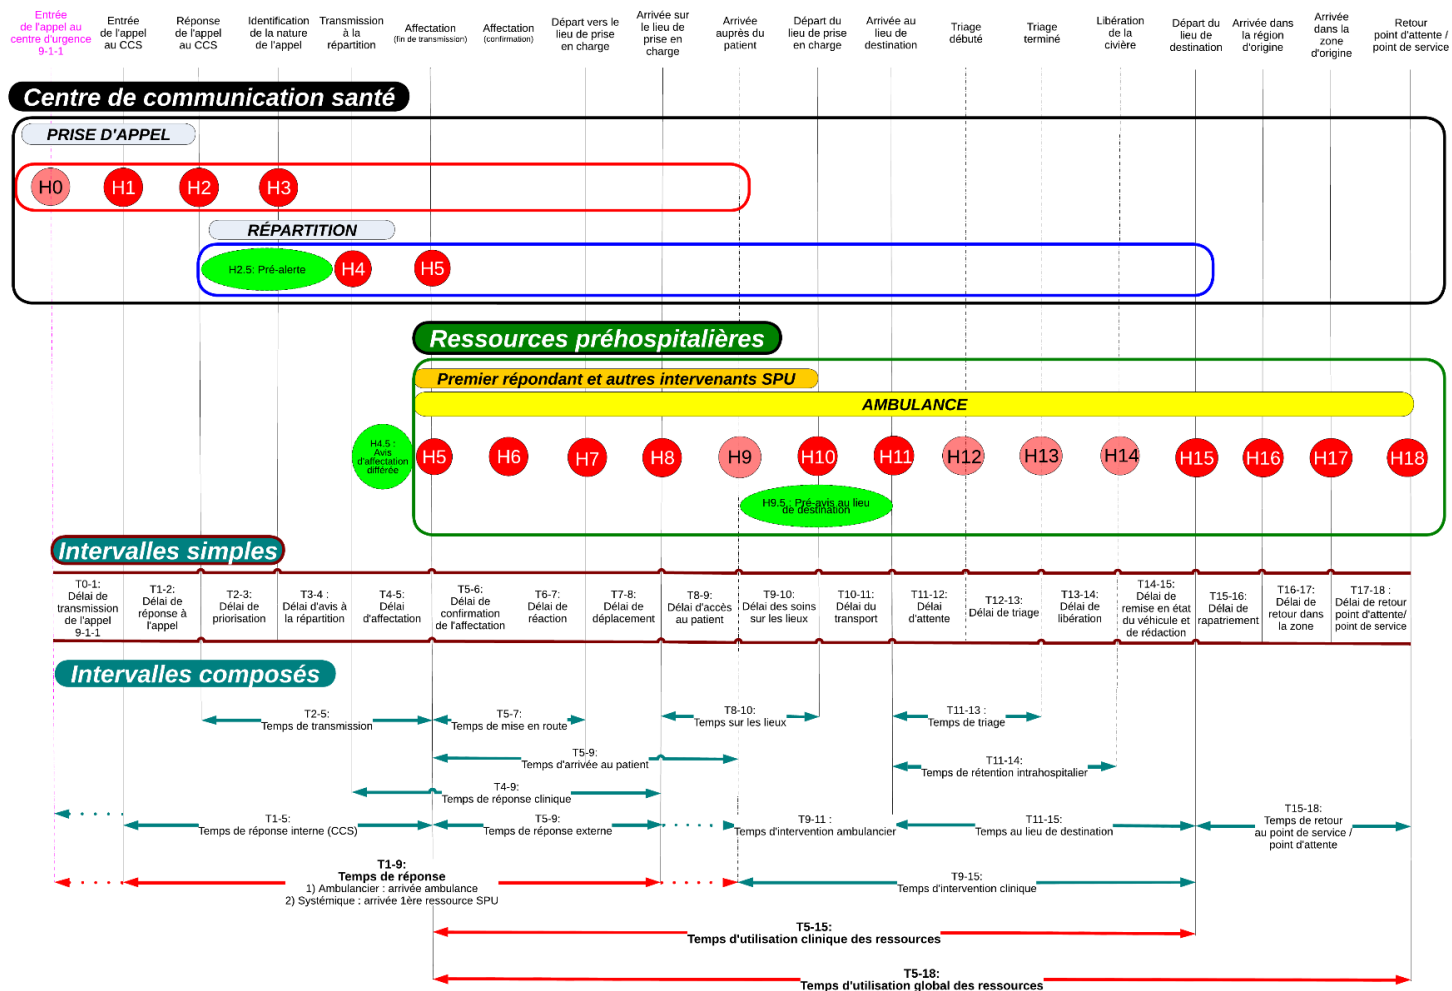 Entrée
de l'appel au
centre d'urgence
9-1-1
Entrée
de l'appel
au CCS
Réponse
de l'appel
au CCS
Identification
de la nature
de l'appel
Transmission
à la
répartition
Affectation
(fin de transmission)
Affectation
(confirmation)
Départ vers le
lieu de prise
en charge
Arrivée sur
le lieu de
prise en
charge
Arrivée
auprès du
patient
Départ du
lieu de prise
en charge
Arrivée au
lieu de
destination
Triage
débuté
Triage
terminé
Libération
de la
civière
Départ du
lieu de
destination
Arrivée dans
la région
d'origine
Arrivée
dans la
zone
d'origine
Retour
point d'attente /
point de service
Centre de communication santé
PRISE D'APPEL
H0
H1
H2
H3
RÉPARTITION
H2.5: Pré-alerte
H4
H5
Ressources préhospitalières
Premier répondant et autres intervenants SPU
AMBULANCE
H4.5 :
Avis
d'affectation
différée
H5
H6
H7
H8
H9
H10
H11
H12
H13
H14
H15
H16
H17
H18
H9.5 : Pré-avis au lieu
de destination
Intervalles simples
T0-1:
Délai de
transmission
de l'appel
9-1-1
T1-2:
Délai de
réponse à
l'appel
T2-3:
Délai de
priorisation
T3-4 :
Délai d'avis à
la répartition
T4-5:
Délai
d'affectation
T5-6:
Délai de
confirmation
de l'affectation
T6-7:
Délai de
réaction
T7-8:
Délai de
déplacement
T8-9:
Délai d'accès
au patient
T9-10:
Délai des soins
sur les lieux
T10-11:
Délai du
transport
T11-12:
Délai
d'attente
T12-13:
Délai de triage
T13-14:
Délai de
libération
T14-15:
Délai de
remise en état
du véhicule et
de rédaction
T15-16:
Délai de
rapatriement
T16-17:
Délai de
retour dans
la zone
T17-18 :
Délai de retour
point d'attente/
point de service
Intervalles composés
T2-5:
Temps de transmission
T5-7:
Temps de mise en route
T8-10:
Temps sur les lieux
T11-13 :
Temps de triage
T5-9:
Temps d'arrivée au patient
T11-14:
Temps de rétention intrahospitalier
T4-9:
Temps de réponse clinique
T1-5:
Temps de réponse interne (CCS)
T5-9:
Temps de réponse externe
T9-11 :
Temps d'intervention ambulancier
T11-15:
Temps au lieu de destination
T15-18:
Temps de retour
au point de service /
point d'attente
T1-9:
Temps de réponse
1) Ambulancier : arrivée ambulance
2) Systémique : arrivée 1ère ressource SPU
T9-15:
Temps d'intervention clinique
T5-15:
Temps d'utilisation clinique des ressources
T5-18:
Temps d'utilisation global des ressources